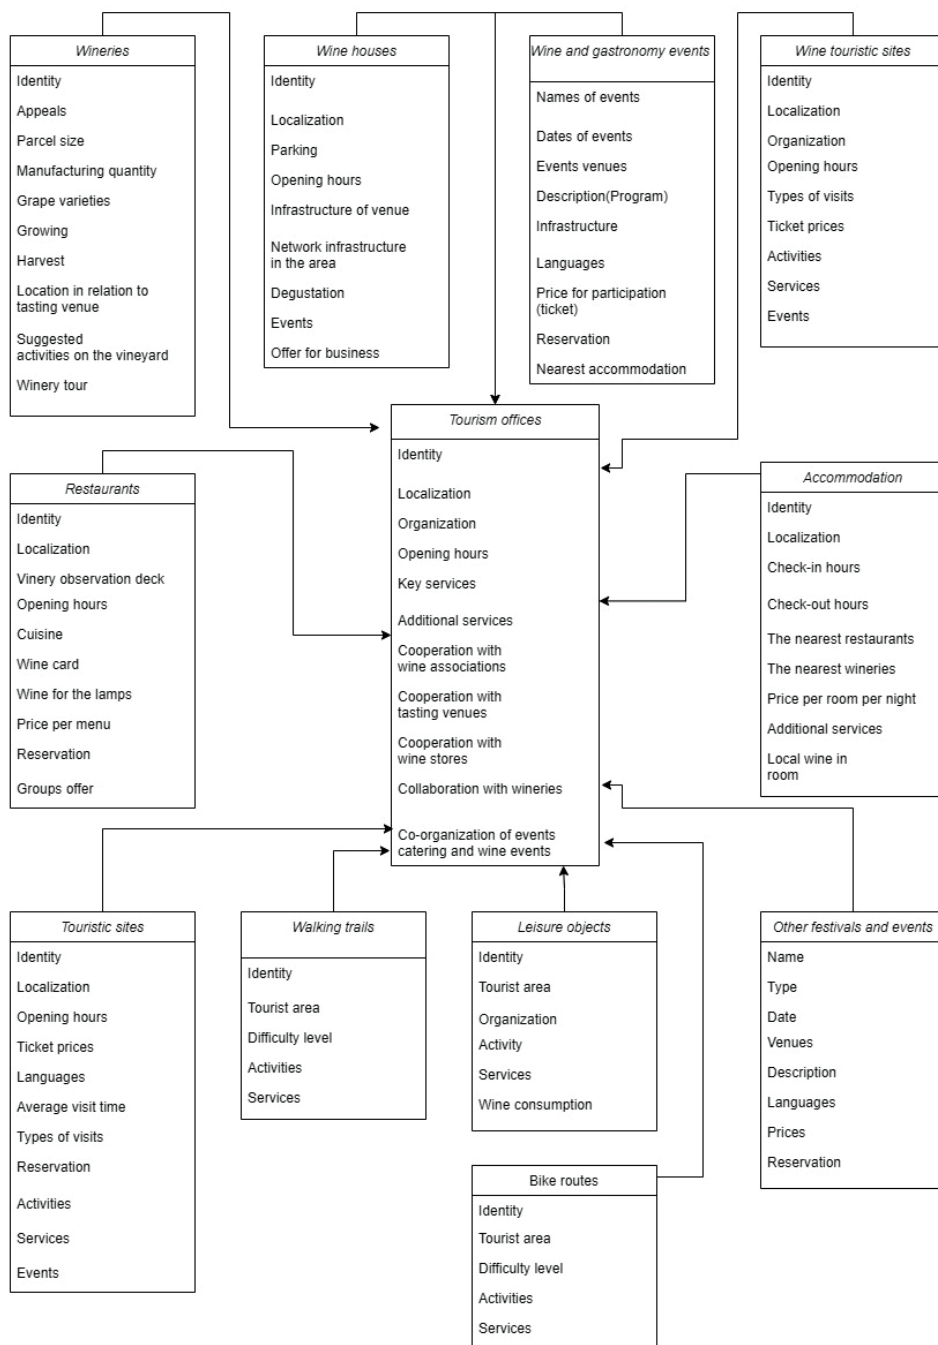 Wineries
Identity
Appeals
Parcel size
Manufacturing quantity
Grape varieties
Growing
Harvest
Location in relation to
tasting venue
Suggested
activities on the vineyard
Winery tour
Wine houses
Identity
Localization
Parking
Opening hours
Infrastructure of venue
Network infrastructure
in the area
Degustation
Events
Offer for business
Wine and gastronomy events
Names of events
Dates of events
Events venues
Description(Program)
Infrastructure
Languages
Price for participation
(ticket)
Reservation
Nearest accommodation
Wine touristic sites
Identity
Localization
Organization
Opening hours
Types of visits
Ticket prices
Activities
Services
Events
Restaurants
Identity
Localization
Vinery observation deck
Opening hours
Cuisine
Wine card
Wine for the lamps
Price per menu
Reservation
Groups offer
Tourism offices
Identity
Localization
Organization
Opening hours
Key services
Additional services
Cooperation with
wine associations
Cooperation with
tasting venues
Cooperation with
wine stores
Collaboration with wineries
Co-organization of events
catering and wine events
Accommodation
Identity
Localization
Check-in hours
Check-out hours
The nearest restaurants
The nearest wineries
Price per room per night
Additional services
Local wine in
room
Touristic sites
Identity
Localization
Opening hours
Ticket prices
Languages
Average visit time
Types of visits
Reservation
Activities
Services
Events
Walking trails
Identity
Tourist area
Difficulty level
Activities
Services
Leisure objects
Identity
Tourist area
Organization
Activity
Services
Wine consumption
Other festivals and events
Name
Type
Date
Venues
Description
Languages
Prices
Reservation
Bike routes
Identity
Tourist area
Difficulty level
Activities
Services